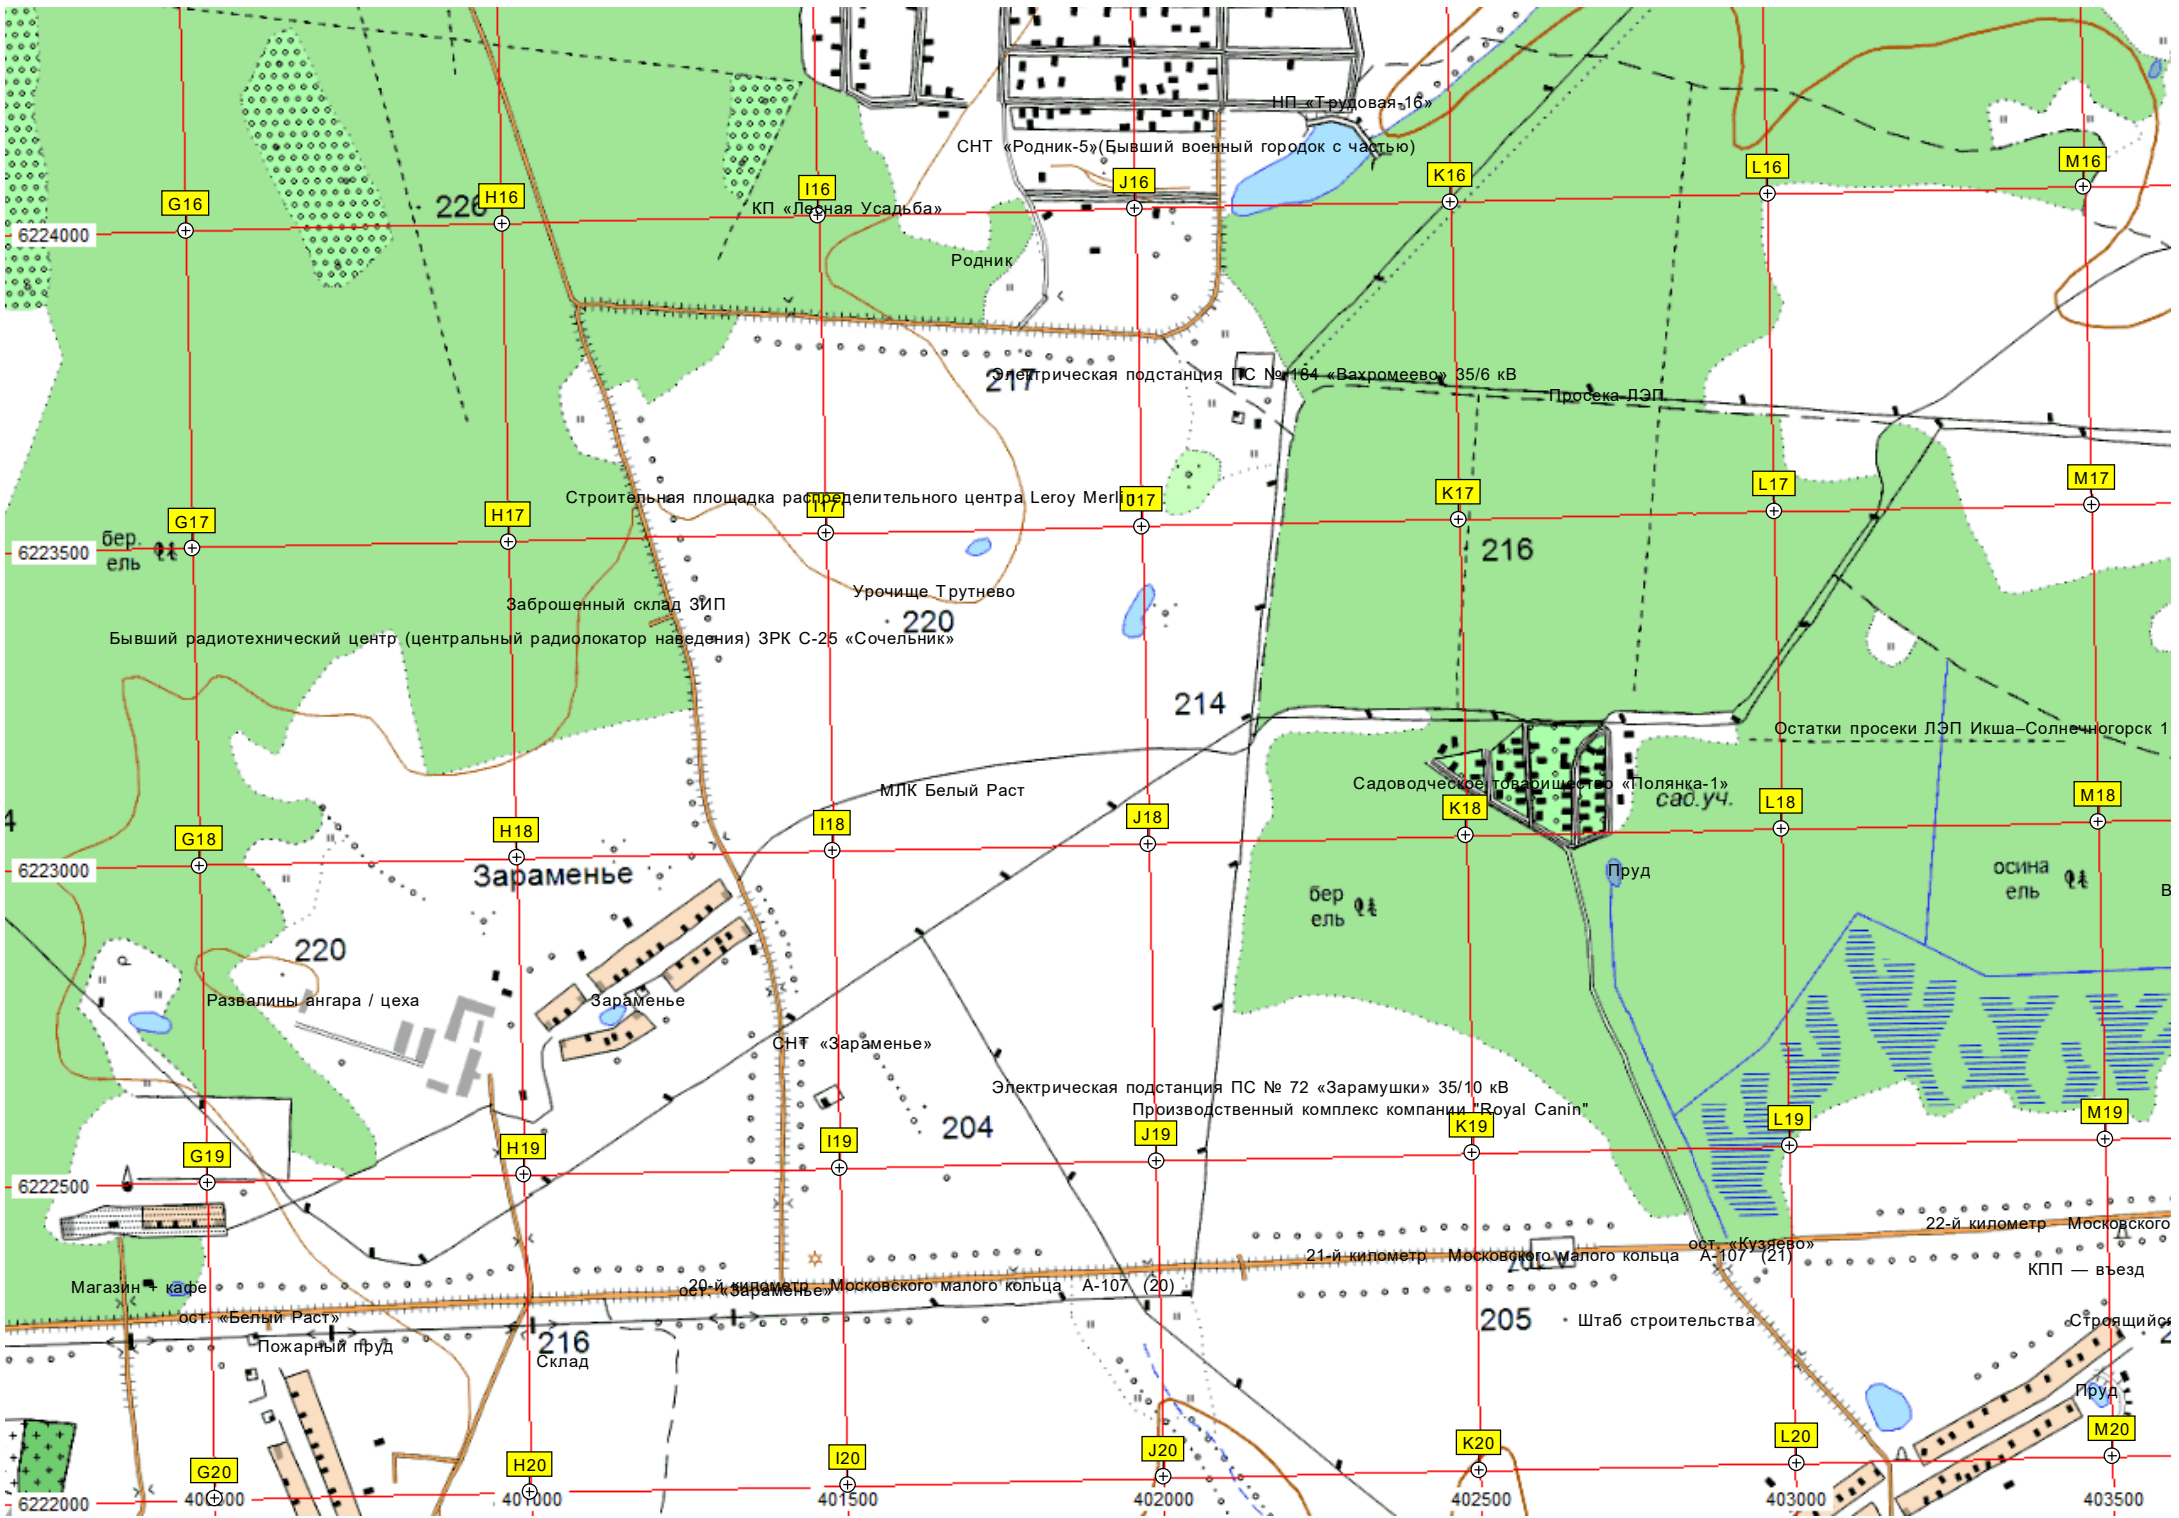 НП «Трудовая-16»
СНТ «Родник-5»(Бывший военный городок с частью)
G16 H16 I16 J16 K16 L16 M16
226
КП «Лесная Усадьба»
6224000
Родник
217
Электрическая подстанция ПС № 184 «Вахромеево» 35/6 кВ
Просека ЛЭП
Строительная площадка распределительного центра Leroy Merlin
G17 H17 I17 J17 K17 L17 M17
бер.
ель
6223500
216
Урочище Трутнево
Заброшенный склад ЗИП
220
Бывший радиотехнический центр (центральный радиолокатор наведения) ЗРК С-25 «Сочельник»
214
Остатки просеки ЛЭП Икша–Солнечногорск 1
МЛК Белый Раст
Садоводческое товарищество «Полянка-1»
сад.уч.
4
G18 H18 I18 J18 K18 L18 M18
6223000
Зараменье
Пруд
осина
ель
В
бер
ель
220
Развалины ангара / цеха
Зараменье
СНТ «Зараменье»
Электрическая подстанция ПС № 72 «Зарамушки» 35/10 кВ
Производственный комплекс компании "Royal Canin"
204
G19 H19 I19 J19 K19 L19 M19
6222500
22-й километр Московского
ост. «Кузяево»
21-й километр Московского малого кольца А-107 (21)
КПП — въезд
Магазин + кафе
20-й километр Московского малого кольца А-107 (20)
ост. «Зараменье»
ост. «Белый Раст»
205
Штаб строительства
Строящийся
2
Пожарный пруд
216
Склад
Пруд
G20 H20 I20 J20 K20 L20 M20
6222000
400500 401000 401500 402000 402500 403000 403500